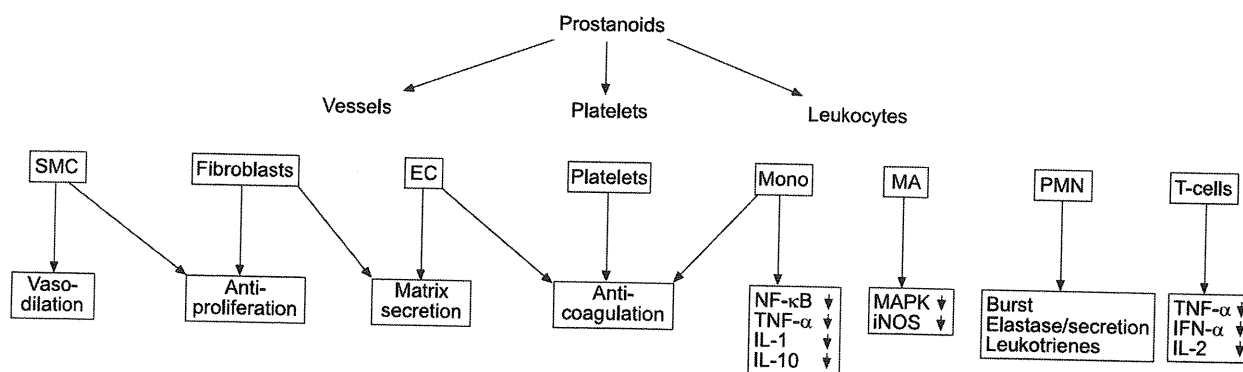 Prostanoids
Vessels
Platelets
Leukocytes
SMC
Fibroblasts
EC
Platelets
Mono
MA
PMN
T-cells
Vaso-
dilation
Anti-
proliferation
Matrix
secretion
Anti-
coagulation
NF-κB
TNF-α
IL-1
IL-10
MAPK
iNOS
Burst
Elastase/secretion
Leukotrienes
TNF-α
IFN-α
IL-2